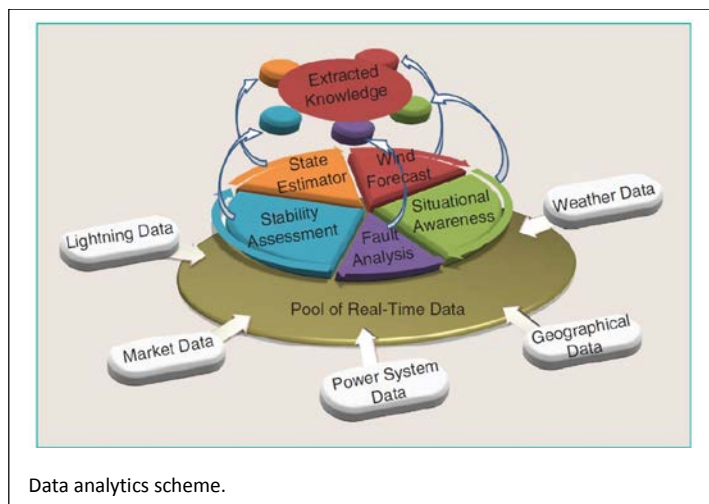 Extracted
Knowledge
State
Estimator
Wind
Forecast
Stability
Assessment
Situational
Awareness
Fault
Analysis
Weather Data
Lightning Data
Pool of Real-Time Data
Market Data
Geographical
Data
Power System
Data
Data analytics scheme.